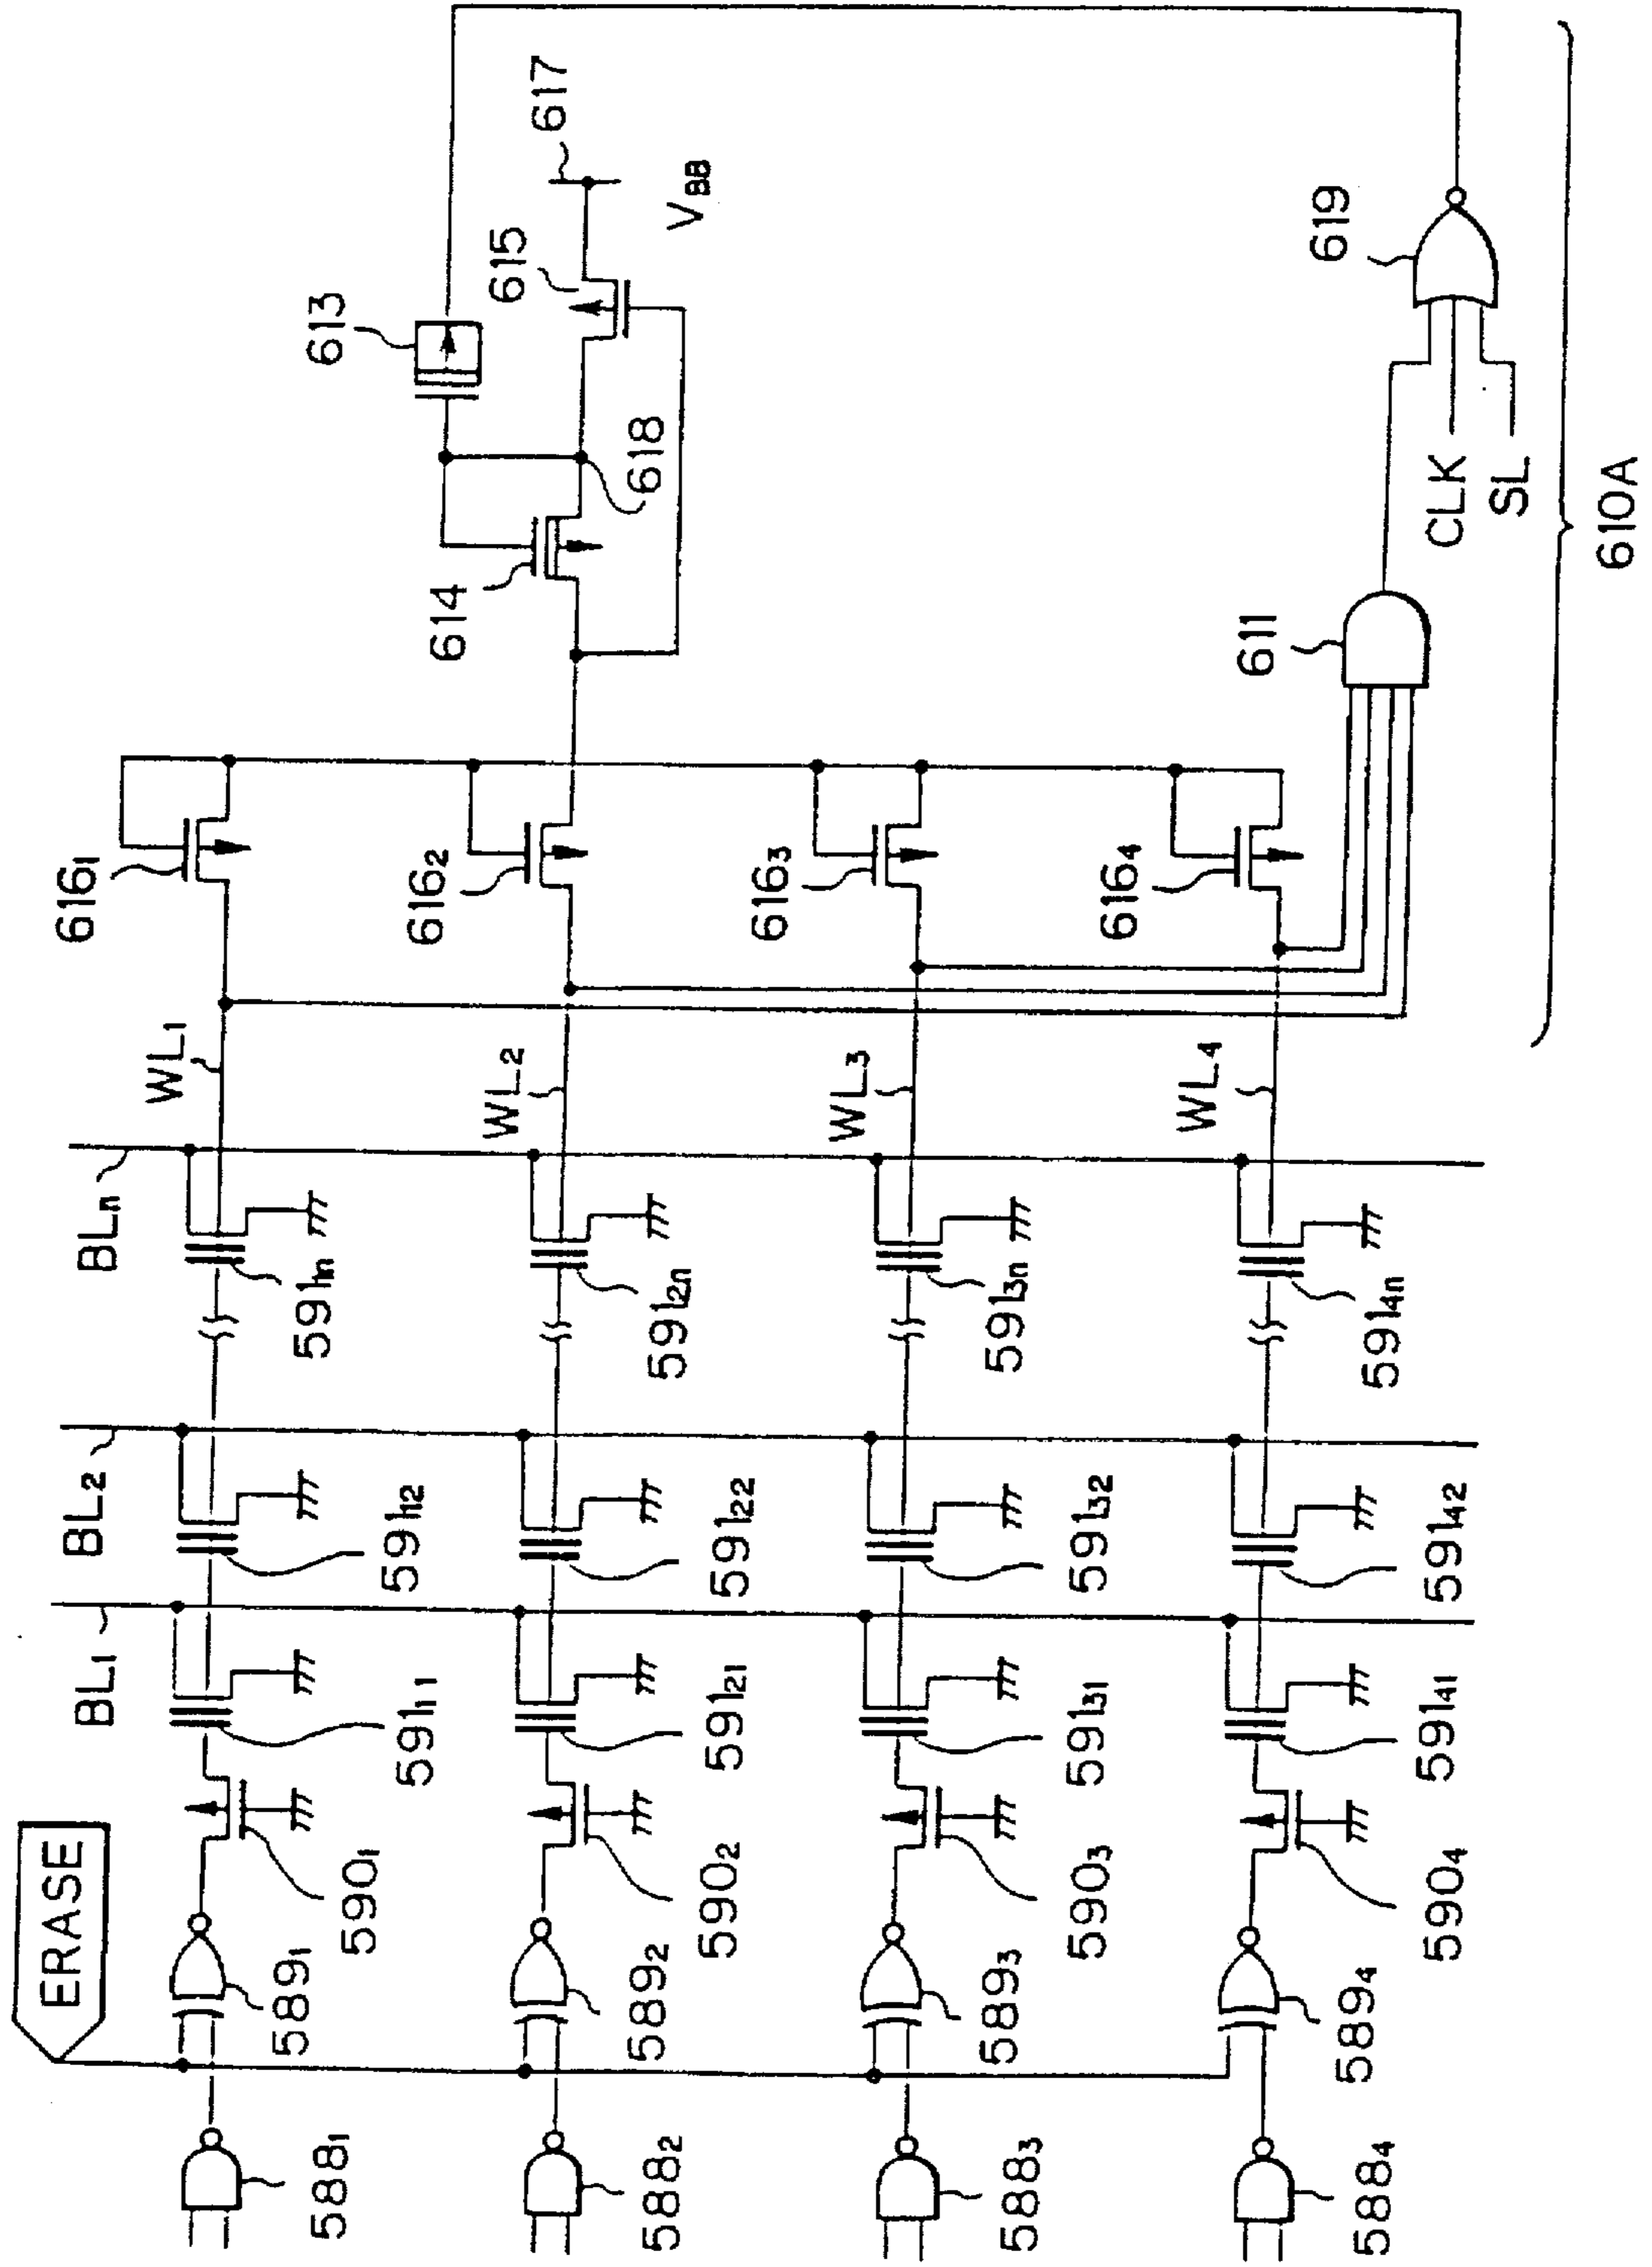 ERASE
588₁
589₁
590₁
BL₁
591₁₁
BL₂
591₁₂
BLₙ
591₁ₙ
WL₁
616₁
588₂
589₂
590₂
591₂₁
591₂₂
591₂ₙ
WL₂
616₂
614
618
613
615
617
V_BB
588₃
589₃
590₃
591₃₁
591₃₂
591₃ₙ
WL₃
616₃
588₄
589₄
590₄
591₄₁
591₄₂
591₄ₙ
WL₄
616₄
611
CLK
SL
619
610A